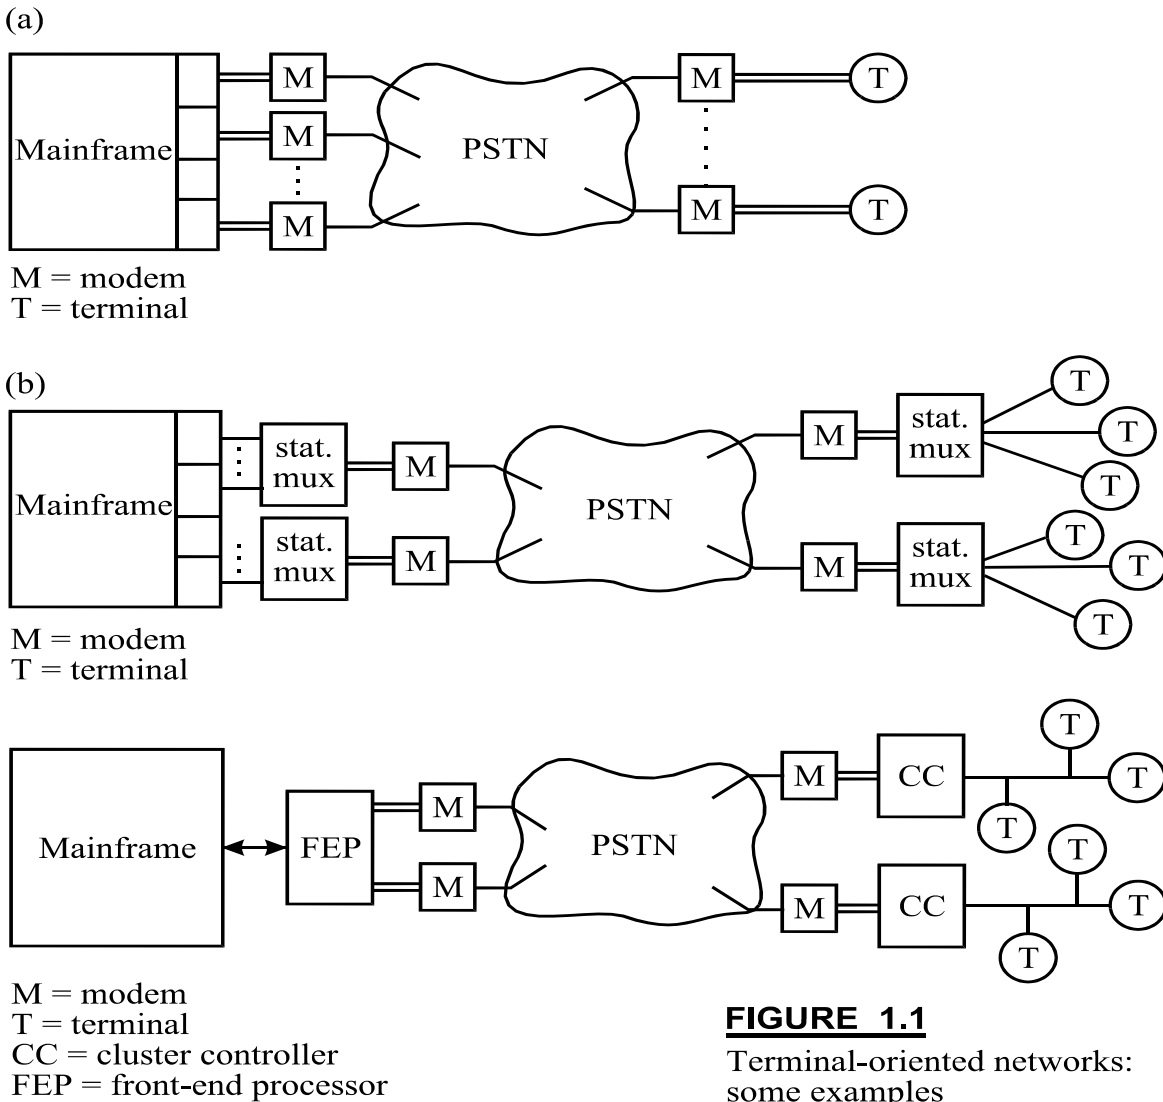 (a)
M M T
Mainframe M PSTN
M M T
M = modem
T = terminal
(b)
T
stat. M stat. T
mux M mux
Mainframe PSTN T
stat. stat. T
mux M M mux T
T
M = modem
T = terminal
T
M CC T
M
Mainframe FEP PSTN T
T
M M CC T
T
M = modem
T = terminal
CC = cluster controller
FEP = front-end processor
FIGURE 1.1
Terminal-oriented networks:
some examples